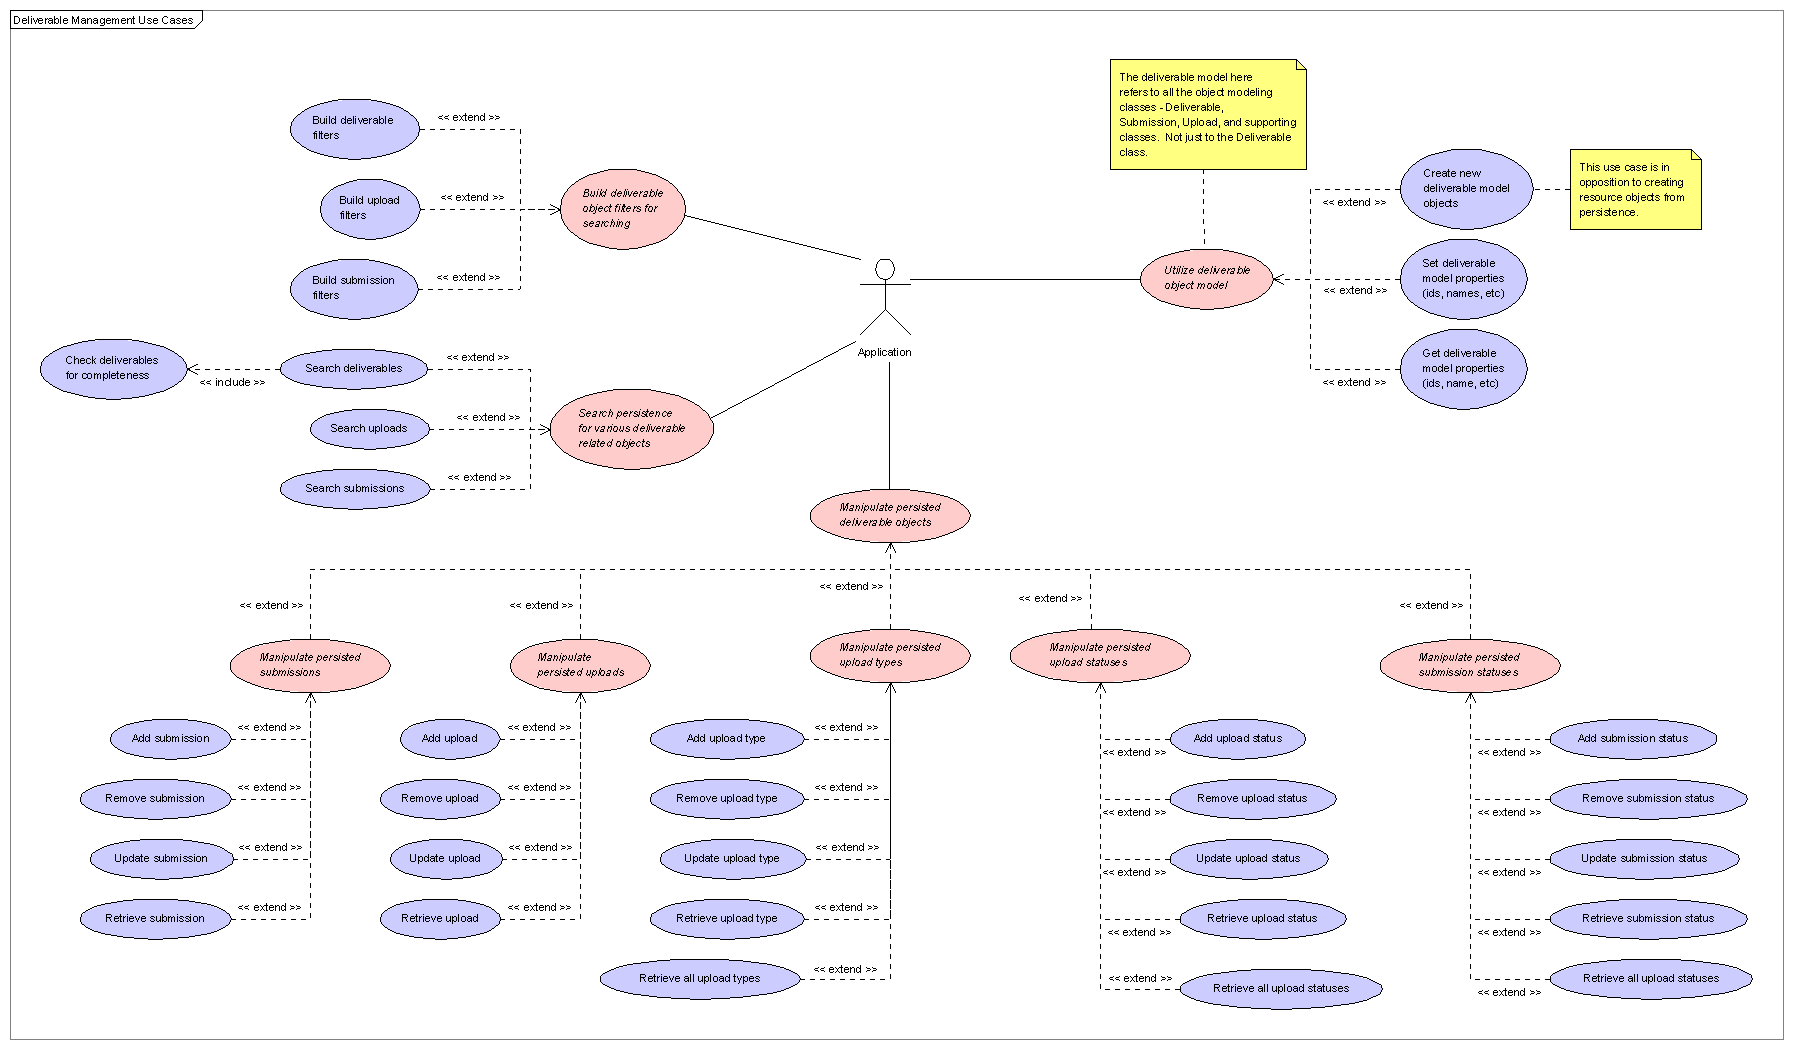 Deliverable Management Use Cases
The deliverable model here
refers to all the object modeling
classes - Deliverable,
Submission, Upload, and supporting
classes.  Not just to the Deliverable
class.
This use case is in
opposition to creating
resource objects from
persistence.
Build deliverable
filters
<< extend >>
Build upload
filters
<< extend >>
Build submission
filters
<< extend >>
Build deliverable
object filters for
searching
Create new
deliverable model
objects
<< extend >>
Set deliverable
model properties
(ids, names, etc)
<< extend >>
Get deliverable
model properties
(ids, name, etc)
<< extend >>
Utilize deliverable
object model
Application
Check deliverables
for completeness
<< include >>
Search deliverables
<< extend >>
Search uploads
<< extend >>
Search submissions
<< extend >>
Search persistence
for various deliverable
related objects
Manipulate persisted
deliverable objects
<< extend >>
<< extend >>
<< extend >>
<< extend >>
<< extend >>
Manipulate persisted
submissions
Manipulate
persisted uploads
Manipulate persisted
upload types
Manipulate persisted
upload statuses
Manipulate persisted
submission statuses
Add submission
<< extend >>
Remove submission
<< extend >>
Update submission
<< extend >>
Retrieve submission
<< extend >>
Add upload
<< extend >>
Remove upload
<< extend >>
Update upload
<< extend >>
Retrieve upload
<< extend >>
Add upload type
<< extend >>
Remove upload type
<< extend >>
Update upload type
<< extend >>
Retrieve upload type
<< extend >>
Retrieve all upload types
<< extend >>
Add upload status
<< extend >>
Remove upload status
<< extend >>
Update upload status
<< extend >>
Retrieve upload status
<< extend >>
Retrieve all upload statuses
<< extend >>
Add submission status
<< extend >>
Remove submission status
<< extend >>
Update submission status
<< extend >>
Retrieve submission status
<< extend >>
Retrieve all upload statuses
<< extend >>